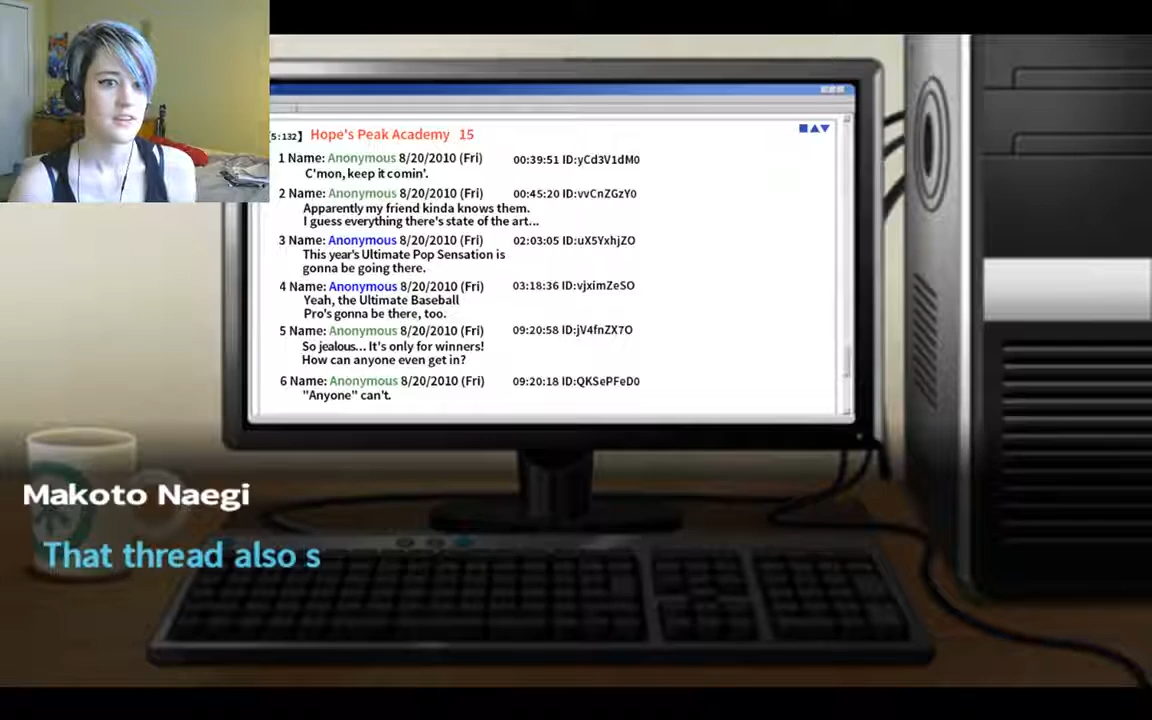 [5:132] Hope's Peak Academy 15
1 Name: Anonymous 8/20/2010 (Fri) 00:39:51 ID:yCd3V1dM0
C'mon, keep it comin'.
2 Name: Anonymous 8/20/2010 (Fri) 00:45:20 ID:vvCnZGzY0
Apparently my friend kinda knows them.
I guess everything there's state of the art...
3 Name: Anonymous 8/20/2010 (Fri) 02:03:05 ID:uX5YxhjZO
This year's Ultimate Pop Sensation is
gonna be going there.
4 Name: Anonymous 8/20/2010 (Fri) 03:18:36 ID:vjximZeSO
Yeah, the Ultimate Baseball
Pro's gonna be there, too.
5 Name: Anonymous 8/20/2010 (Fri) 09:20:58 ID:jV4fnZX7O
So jealous... It's only for winners!
How can anyone even get in?
6 Name: Anonymous 8/20/2010 (Fri) 09:20:18 ID:QKSePFeD0
"Anyone" can't.
Makoto Naegi
That thread also s